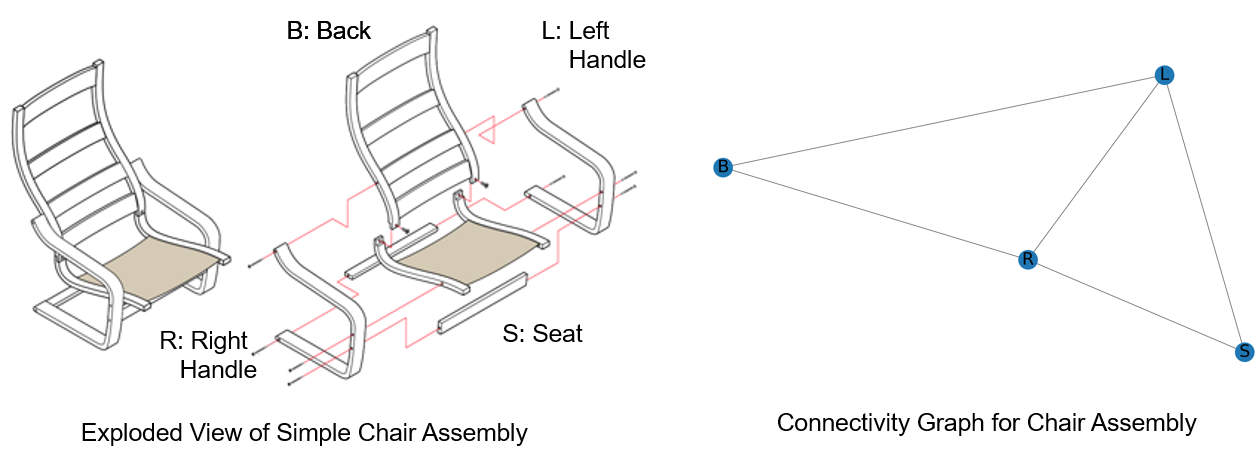 B: Back
L: Left
Handle
R: Right
Handle
S: Seat
Exploded View of Simple Chair Assembly
L
B
R
S
Connectivity Graph for Chair Assembly